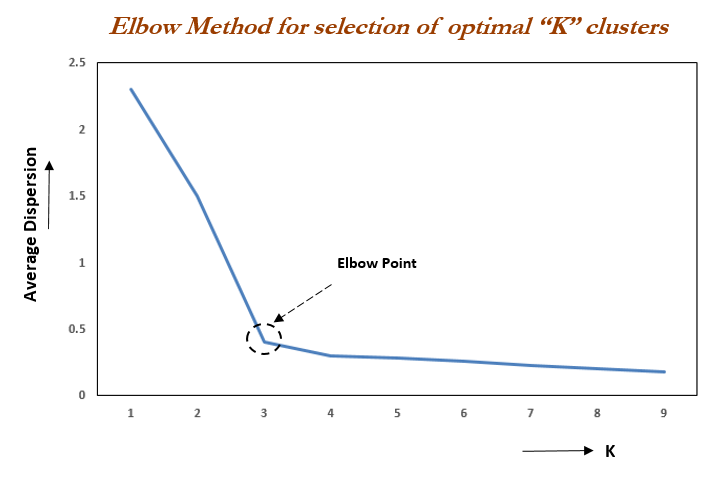 Elbow Method for selection of optimal “K” clusters
2.5
2
1.5
1
0.5
0
Average Dispersion
Elbow Point
1 2 3 4 5 6 7 8 9
K